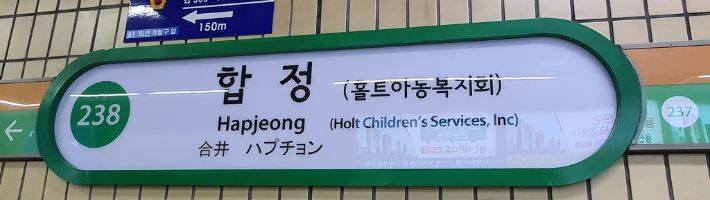 150m
238
합 정 (홀트아동복지회)
Hapjeong (Holt Children's Services, Inc)
合井 ハプチョン
237